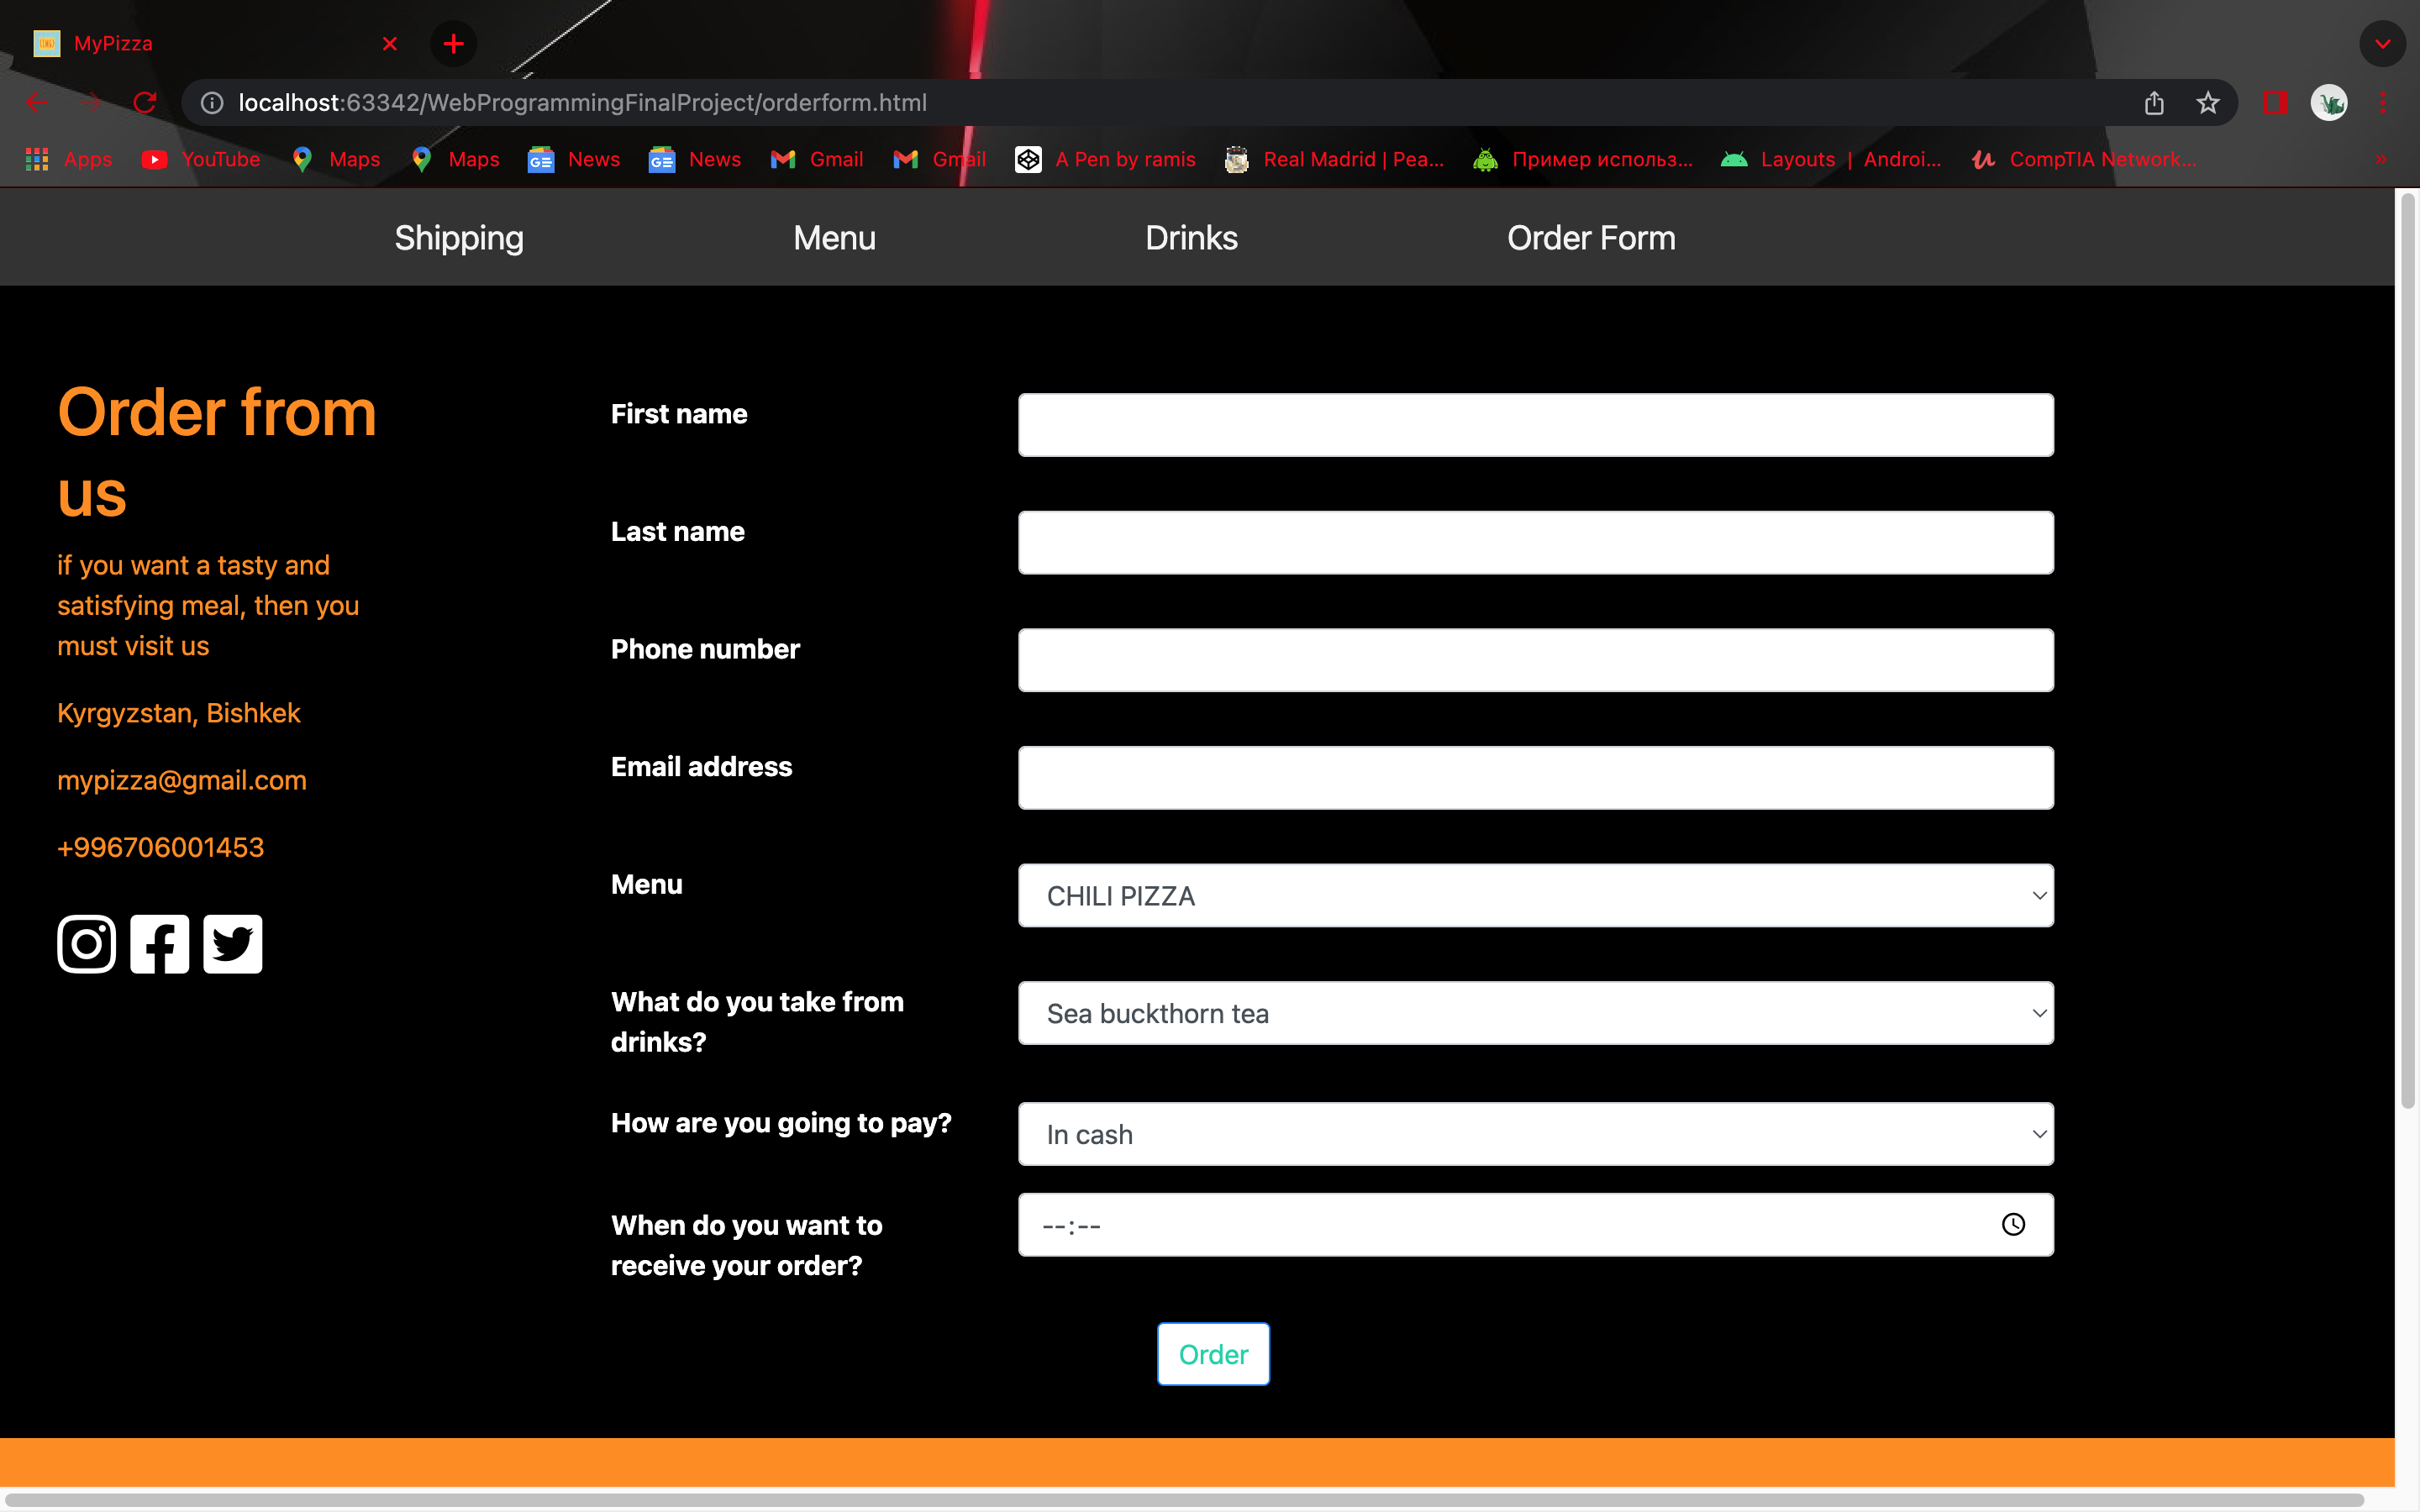 MyPizza
localhost:63342/WebProgrammingFinalProject/orderform.html
Apps YouTube Maps Maps News News Gmail Gmail A Pen by ramis Real Madrid | Pea... Пример использ... Layouts | Androi... CompTIA Network... »
Shipping Menu Drinks Order Form
Order from
us
if you want a tasty and
satisfying meal, then you
must visit us
Kyrgyzstan, Bishkek
mypizza@gmail.com
+996706001453
First name
Last name
Phone number
Email address
Menu CHILI PIZZA
What do you take from
drinks?
Sea buckthorn tea
How are you going to pay? In cash
When do you want to
receive your order?
--:--
Order